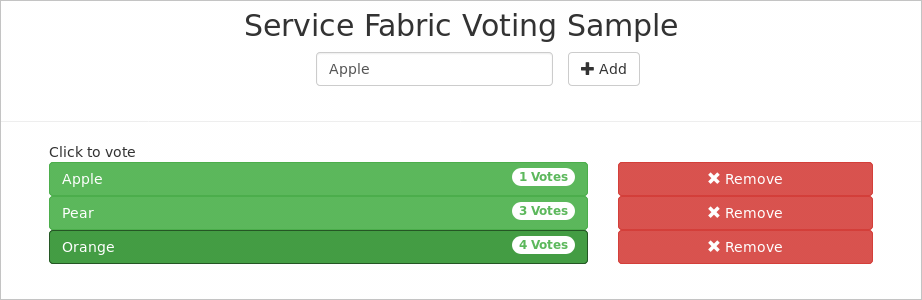 Service Fabric Voting Sample
Apple Add
Click to vote
Apple 1 Votes Remove
Pear 3 Votes Remove
Orange 4 Votes Remove